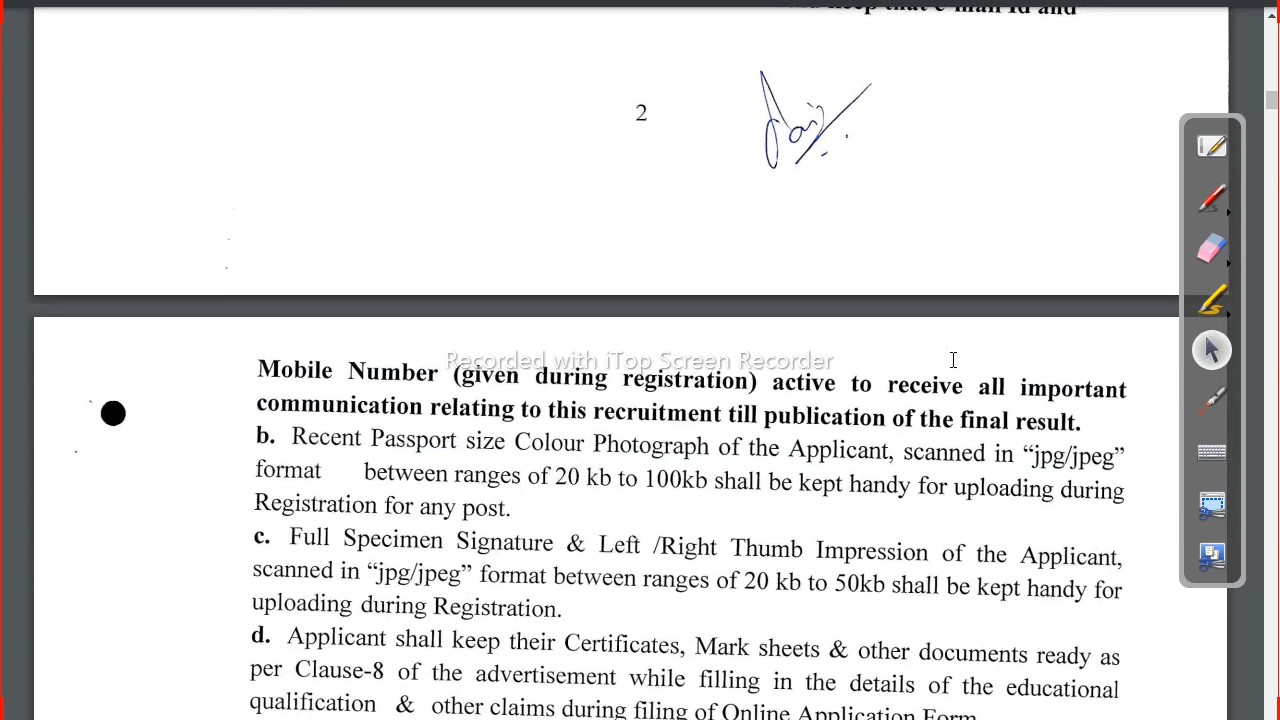 keep that e-mail Id and
2
Recorded with iTop Screen Recorder
Mobile Number (given during registration) active to receive all important
communication relating to this recruitment till publication of the final result.
b. Recent Passport size Colour Photograph of the Applicant, scanned in “jpg/jpeg”
format between ranges of 20 kb to 100kb shall be kept handy for uploading during
Registration for any post.
c. Full Specimen Signature & Left /Right Thumb Impression of the Applicant,
scanned in “jpg/jpeg” format between ranges of 20 kb to 50kb shall be kept handy for
uploading during Registration.
d. Applicant shall keep their Certificates, Mark sheets & other documents ready as
per Clause-8 of the advertisement while filling in the details of the educational
qualification & other claims during filing of Online Application Form